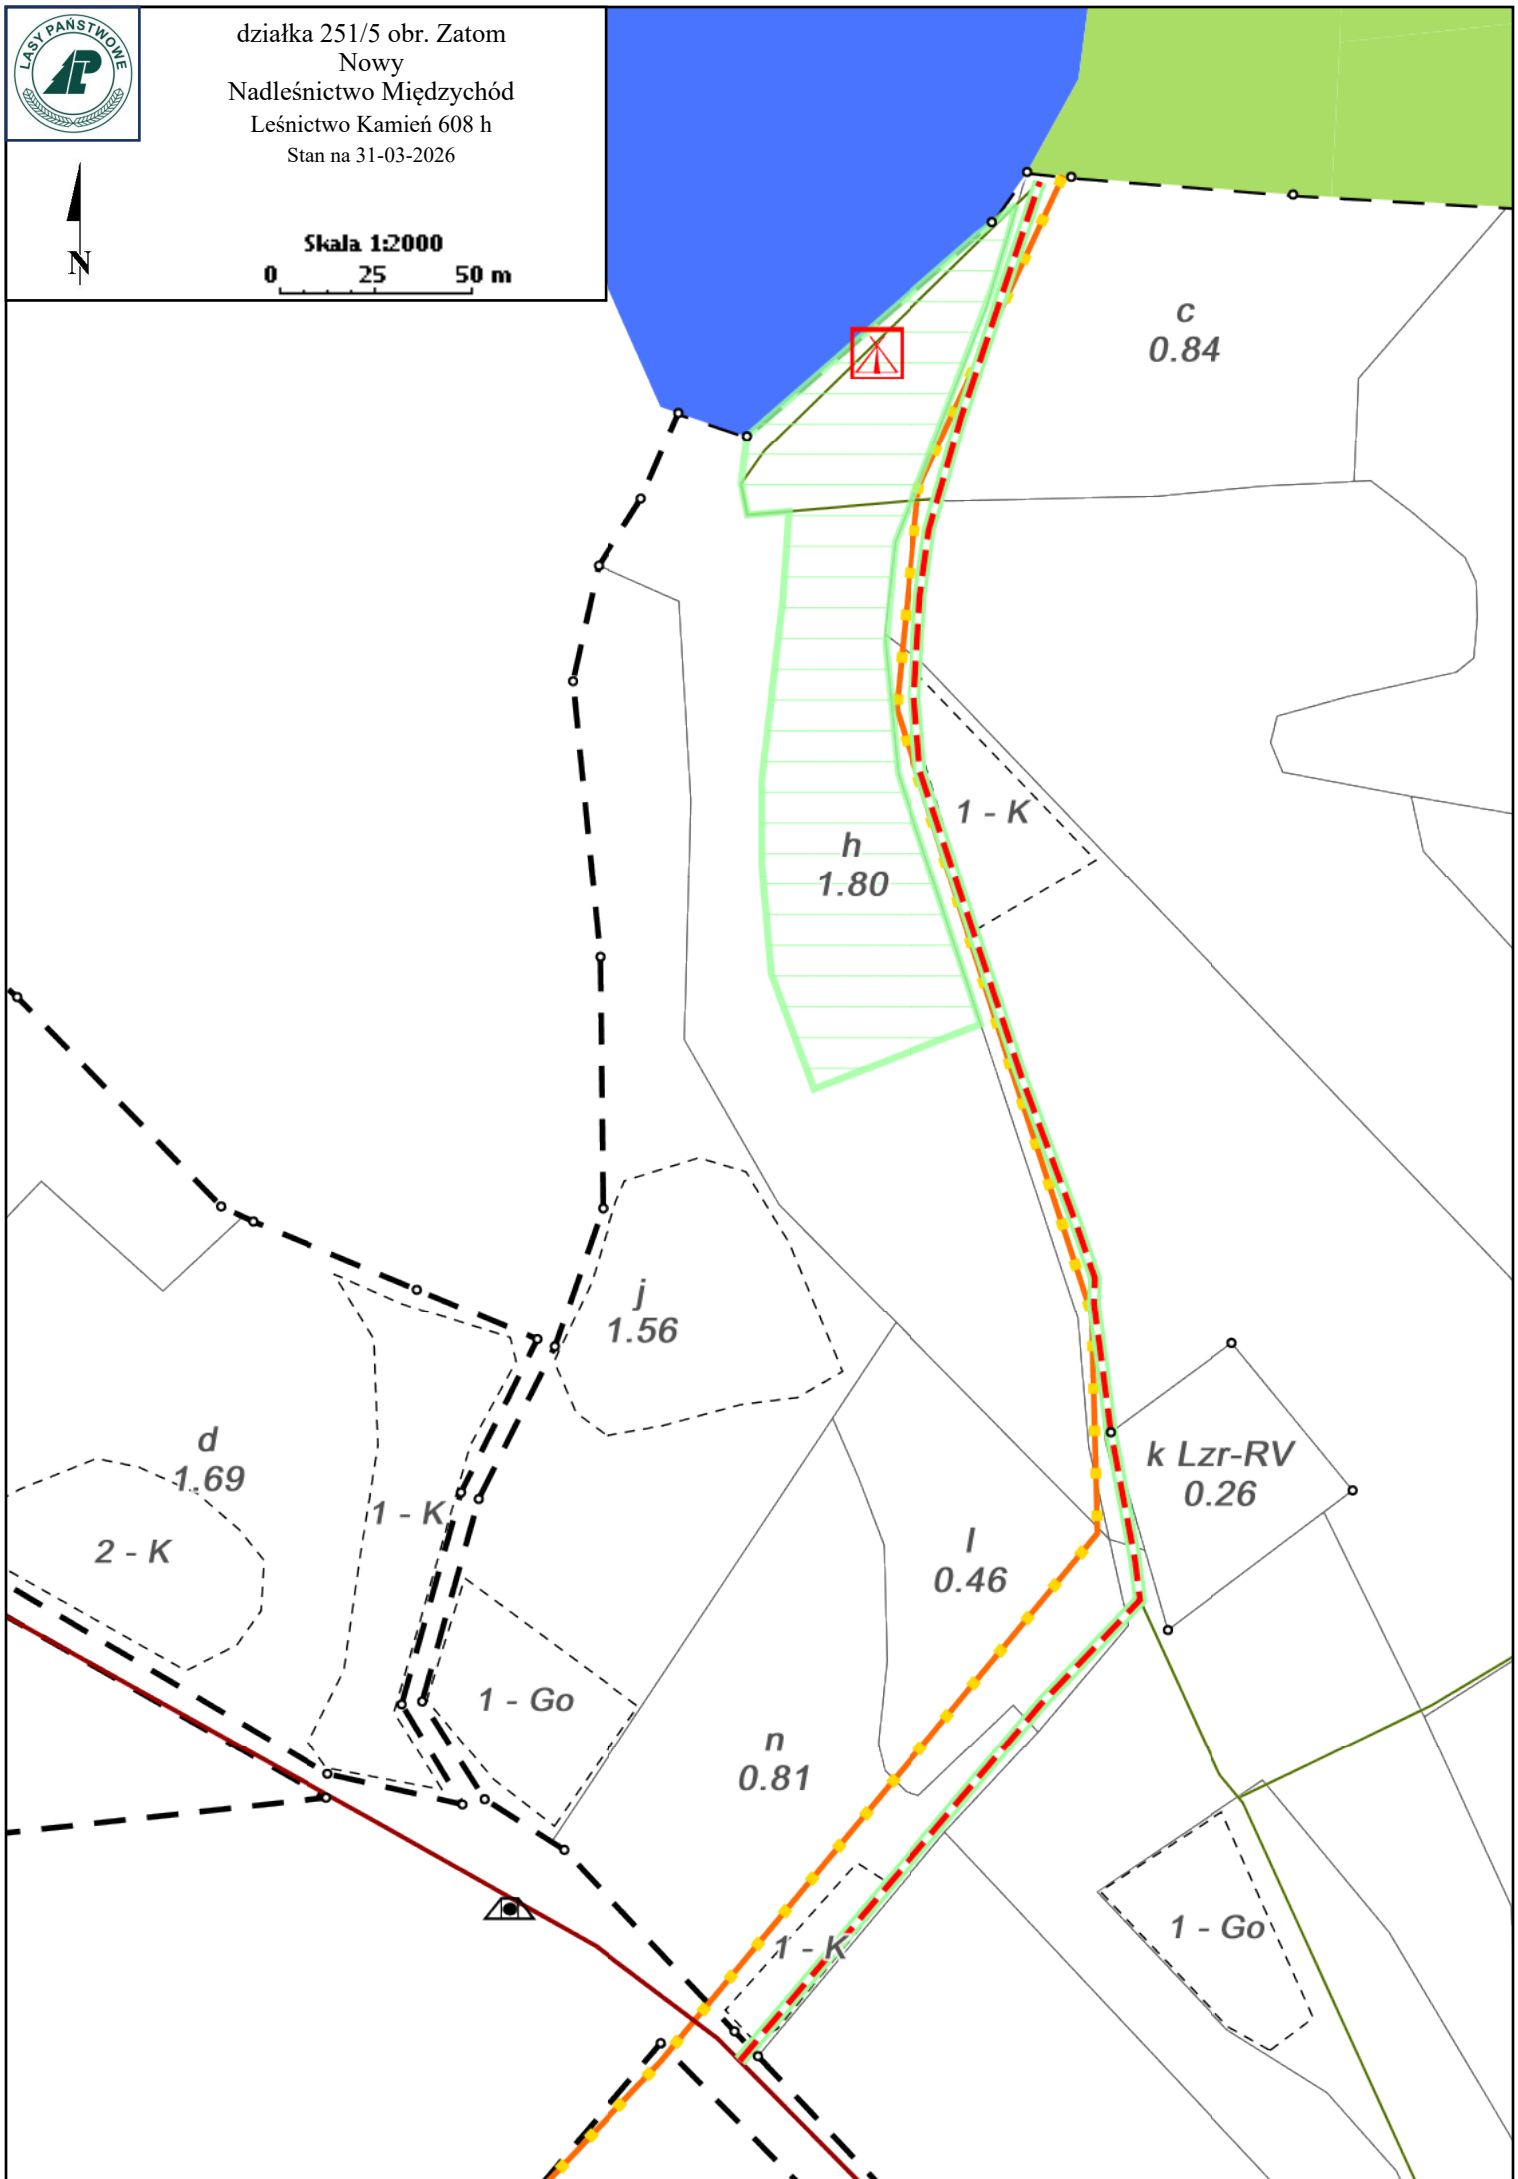 LASY PAŃSTWOWE
działka 251/5 obr. Zatom
Nowy
Nadleśnictwo Międzychód
Leśnictwo Kamień 608 h
Stan na 31-03-2026
N
Skala 1:2000
0 25 50 m
c
0.84
1 - K
h
1.80
j
1.56
d
1.69
1 - K
2 - K
k Lzr-RV
0.26
l
0.46
1 - Go
n
0.81
1 - Go
1 - K